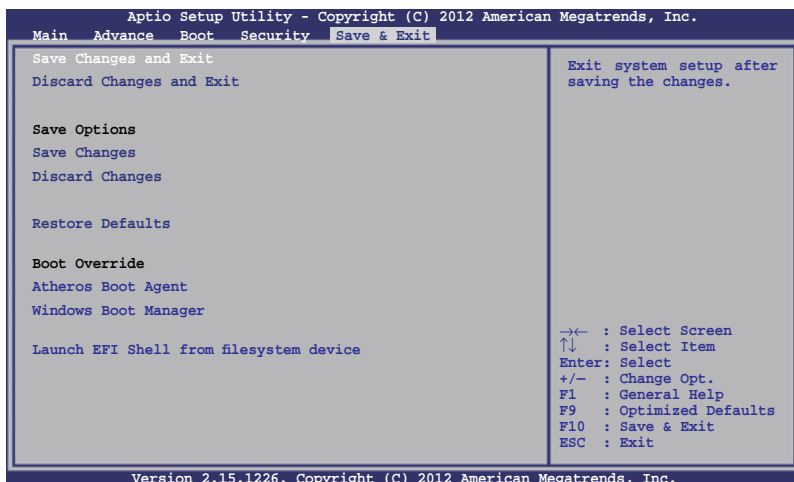 Aptio Setup Utility - Copyright (C) 2012 American Megatrends, Inc.
Main Advance Boot Security Save & Exit
Save Changes and Exit
Discard Changes and Exit
Save Options
Save Changes
Discard Changes
Restore Defaults
Boot Override
Atheros Boot Agent
Windows Boot Manager
Launch EFI Shell from filesystem device
Exit system setup after
saving the changes.
→← : Select Screen
↑↓ : Select Item
Enter: Select
+/— : Change Opt.
F1 : General Help
F9 : Optimized Defaults
F10 : Save & Exit
ESC : Exit
Version 2.15.1226. Copyright (C) 2012 American Megatrends, Inc.